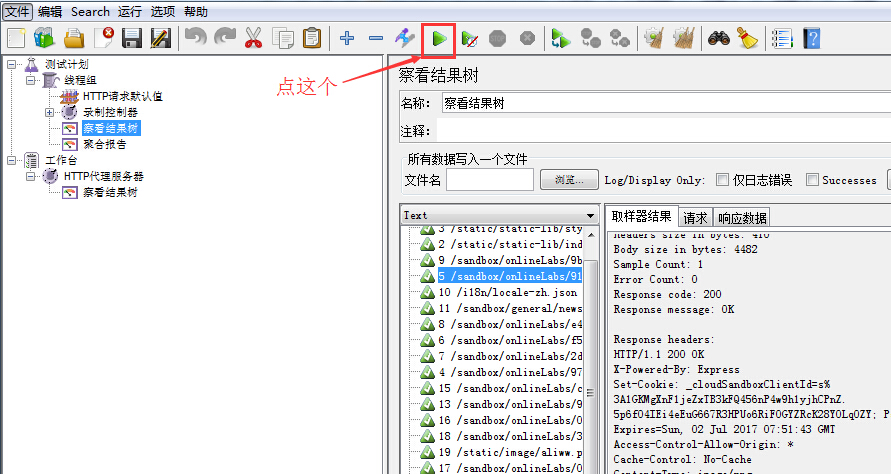 文件 编辑 Search 运行 选项 帮助
点这个
测试计划
线程组
HTTP请求默认值
录制控制器
察看结果树
聚合报告
工作台
HTTP代理服务器
察看结果树
察看结果树
名称： 察看结果树
注释：
所有数据写入一个文件
文件名 浏览... Log/Display Only: 仅日志错误 Successes
Text
3 /static/static-lib/sty
2 /static/static-lib/ind
9 /sandbox/onlineLabs/9b
5 /sandbox/onlineLabs/91
10 /i18n/locale-zh.json
11 /sandbox/general/news
8 /sandbox/onlineLabs/e4
6 /sandbox/onlineLabs/f5
7 /sandbox/onlineLabs/2d
4 /sandbox/onlineLabs/97
15 /sandbox/onlineLabs/c
13 /sandbox/onlineLabs/9
16 /sandbox/onlineLabs/0
18 /sandbox/onlineLabs/3
19 /static/image/aliww.p
17 /sandbox/onlineLabs/0
取样器结果 请求 响应数据
Headers size in bytes: 410
Body size in bytes: 4482
Sample Count: 1
Error Count: 0
Response code: 200
Response message: OK
Response headers:
HTTP/1.1 200 OK
X-Powered-By: Express
Set-Cookie: _cloudSandboxClientId=s%
3A1GKMgXnF1jeZxTB3kFQ456nP4w9h1yjhCPnZ.
5p6f04IEi4eEuG667R3HPUo6RiF0GYZRcK28Y0LqOZY; P
Expires=Sun, 02 Jul 2017 07:51:43 GMT
Access-Control-Allow-Origin: *
Cache-Control: No-Cache
Content-Type: image/png